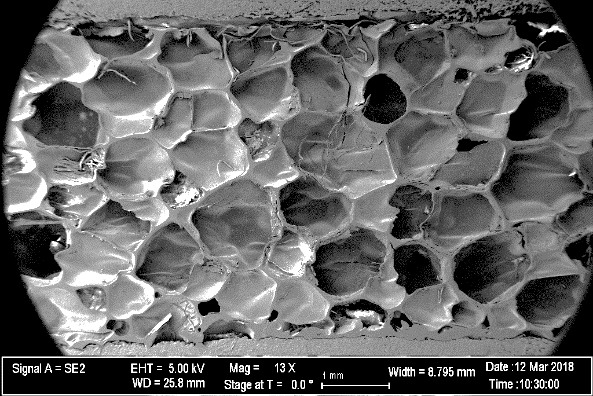 Signal A = SE2 EHT = 5.00 kV Mag = 13 X Width = 8.795 mm Date :12 Mar 2018
WD = 25.8 mm Stage at T = 0.0° 1 mm Time :10:30:00